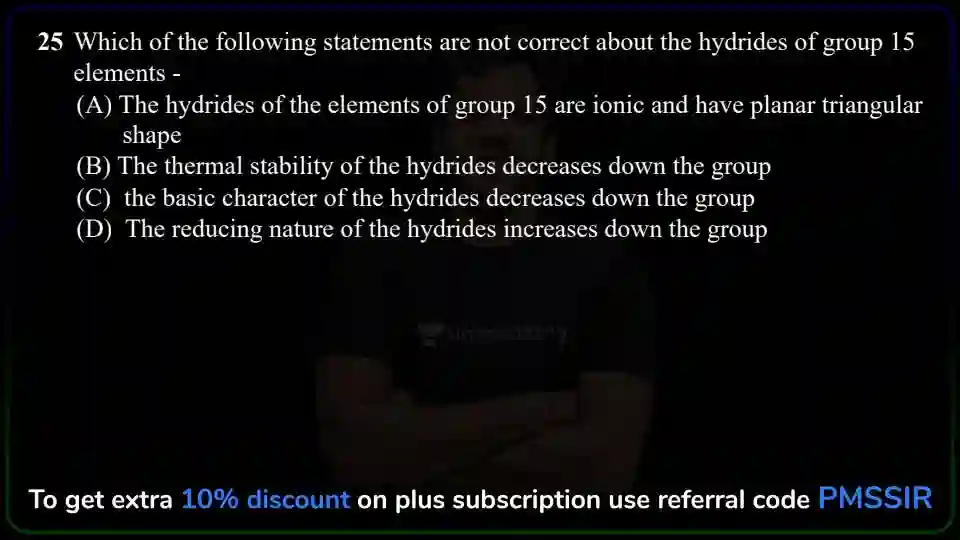 25 Which of the following statements are not correct about the hydrides of group 15
elements -
(A) The hydrides of the elements of group 15 are ionic and have planar triangular
shape
(B) The thermal stability of the hydrides decreases down the group
(C) the basic character of the hydrides decreases down the group
(D) The reducing nature of the hydrides increases down the group
To get extra 10% discount on plus subscription use referral code PMSSIR